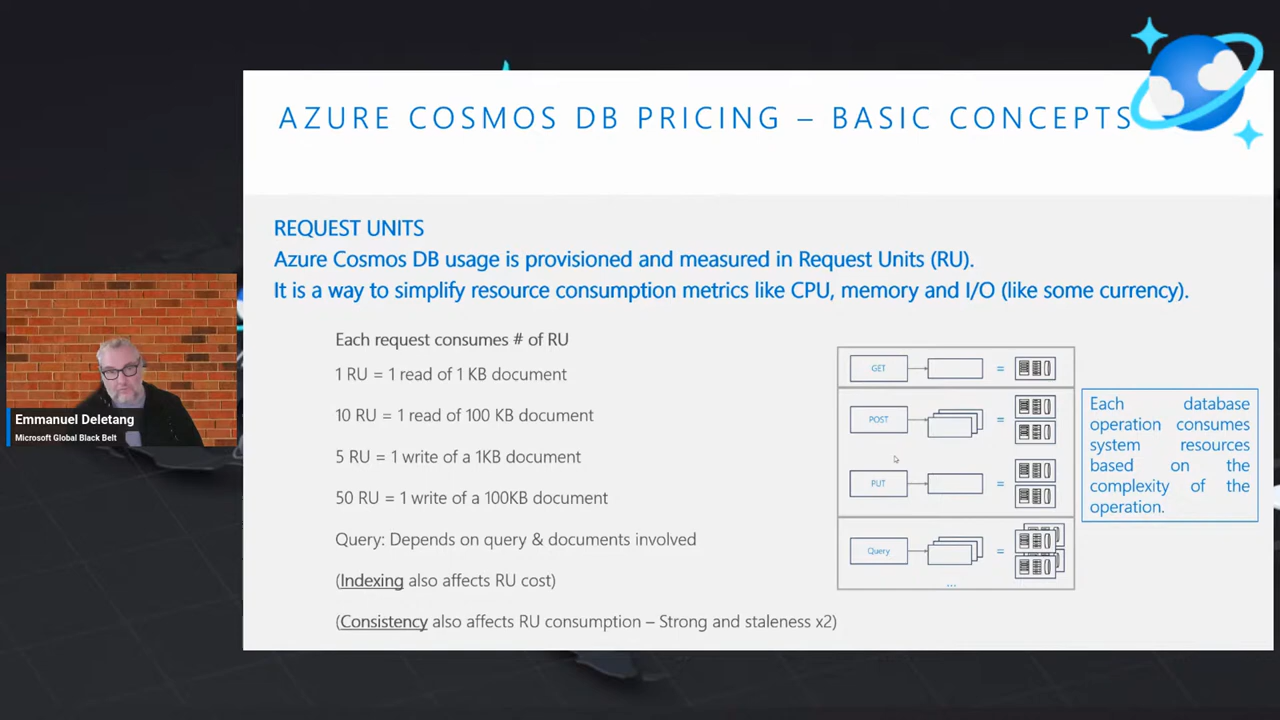 AZURE COSMOS DB PRICING – BASIC CONCEPTS
REQUEST UNITS
Azure Cosmos DB usage is provisioned and measured in Request Units (RU).
It is a way to simplify resource consumption metrics like CPU, memory and I/O (like some currency).
Each request consumes # of RU
1 RU = 1 read of 1 KB document
10 RU = 1 read of 100 KB document
5 RU = 1 write of a 1KB document
50 RU = 1 write of a 100KB document
Query: Depends on query & documents involved
(Indexing also affects RU cost)
(Consistency also affects RU consumption – Strong and staleness x2)
GET =
POST =
PUT =
Query =
...
Each database
operation consumes
system resources
based on the
complexity of the
operation.
Emmanuel Deletang
Microsoft Global Black Belt